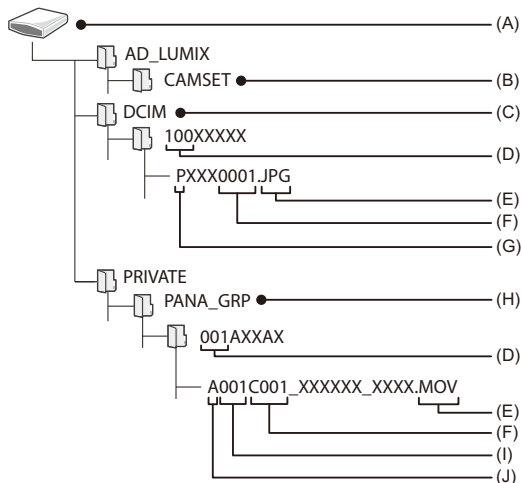 (A)
AD_LUMIX
CAMSET (B)
DCIM (C)
100XXXXX
(D)
PXXX0001.JPG
(E)
(F)
(G)
PRIVATE
PANA_GRP (H)
001AXXAX
(D)
A001C001_XXXXXX_XXXX.MOV
(E)
(F)
(I)
(J)